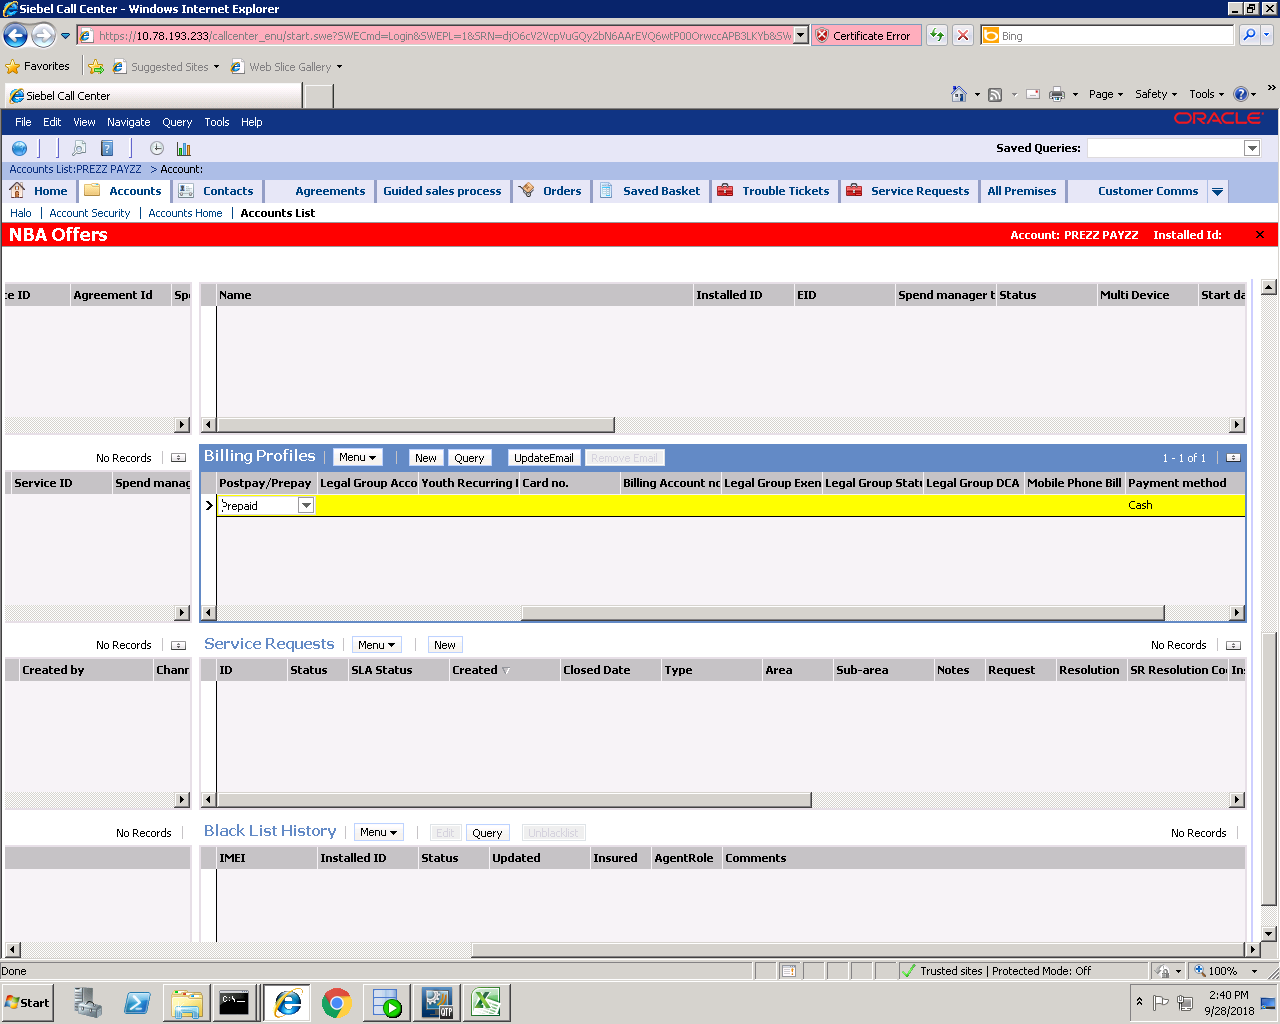 Siebel Call Center - Windows Internet Explorer
https://10.78.193.233/callcenter_enu/start.swe?SWECmd=Login&SWEPL=1&SRN= Certificate Error Bing
Favorites Suggested Sites Web Slice Gallery
Siebel Call Center Page Safety Tools »
File Edit View Navigate Query Tools Help ORACLE
Saved Queries:
Accounts List:PREZZ PAYZZ > Account:
Home Accounts Contacts Agreements Guided sales process Orders Saved Basket Trouble Tickets Service Requests All Premises Customer Comms
Halo | Account Security | Accounts Home | Accounts List
NBA Offers Account: PREZZ PAYZZ Installed Id:
ce ID Agreement Id Spe Name Installed ID EID Spend manager t Status Multi Device Start da
No Records Billing Profiles Menu New Query UpdateEmail Remove Email 1 - 1 of 1
Service ID Spend manag Postpay/Prepay Legal Group Acco Youth Recurring Card no. Billing Account no Legal Group Exen Legal Group Statu Legal Group DCA Mobile Phone Bill Payment method
Prepaid Cash
No Records Service Requests Menu New No Records
Created by Chann ID Status SLA Status Created Closed Date Type Area Sub-area Notes Request Resolution SR Resolution Co Ins
No Records Black List History Menu Edit Query Unblacklist No Records
IMEI Installed ID Status Updated Insured AgentRole Comments
Done Trusted sites | Protected Mode: Off 100%
Start C:\ QTP 2:40 PM
9/28/2018